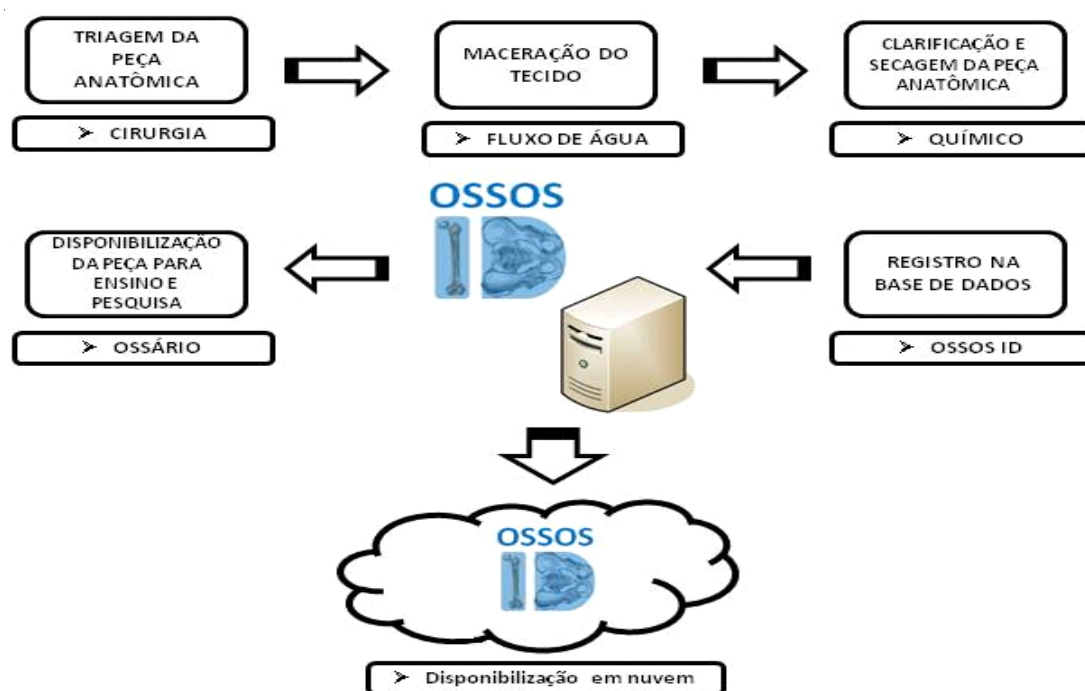 TRIAGEM DA
PEÇA
ANATÔMICA
➢ CIRURGIA
MACERAÇÃO DO
TECIDO
➢ FLUXO DE ÁGUA
CLARIFICAÇÃO E
SECAGEM DA PEÇA
ANATÔMICA
➢ QUÍMICO
DISPONIBILIZAÇÃO
DA PEÇA PARA
ENSINO E
PESQUISA
➢ OSSÁRIO
OSSOS
ID
REGISTRO NA
BASE DE DADOS
➢ OSSOS ID
OSSOS
ID
➢ Disponibilização em nuvem